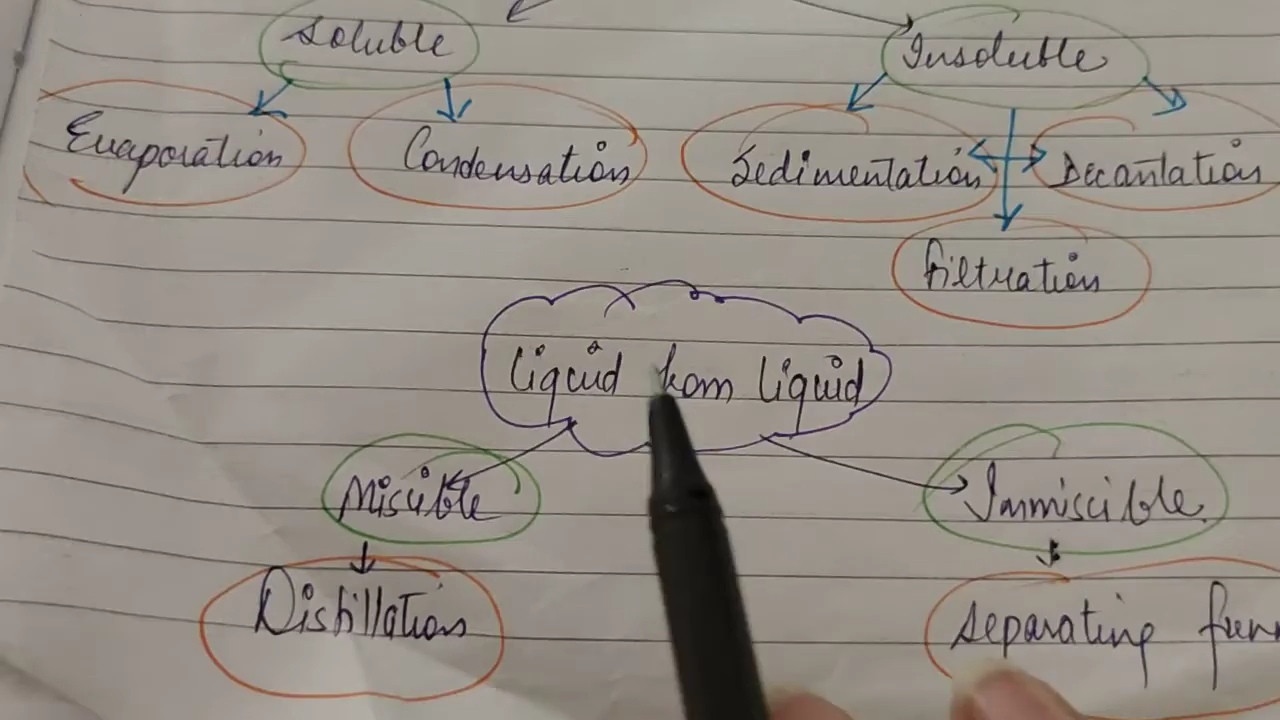 Soluble Insoluble
Evaporation Condensation Sedimentation Decantation
Filtration
liquid from liquid
Miscible Immiscible
Distillation Separating